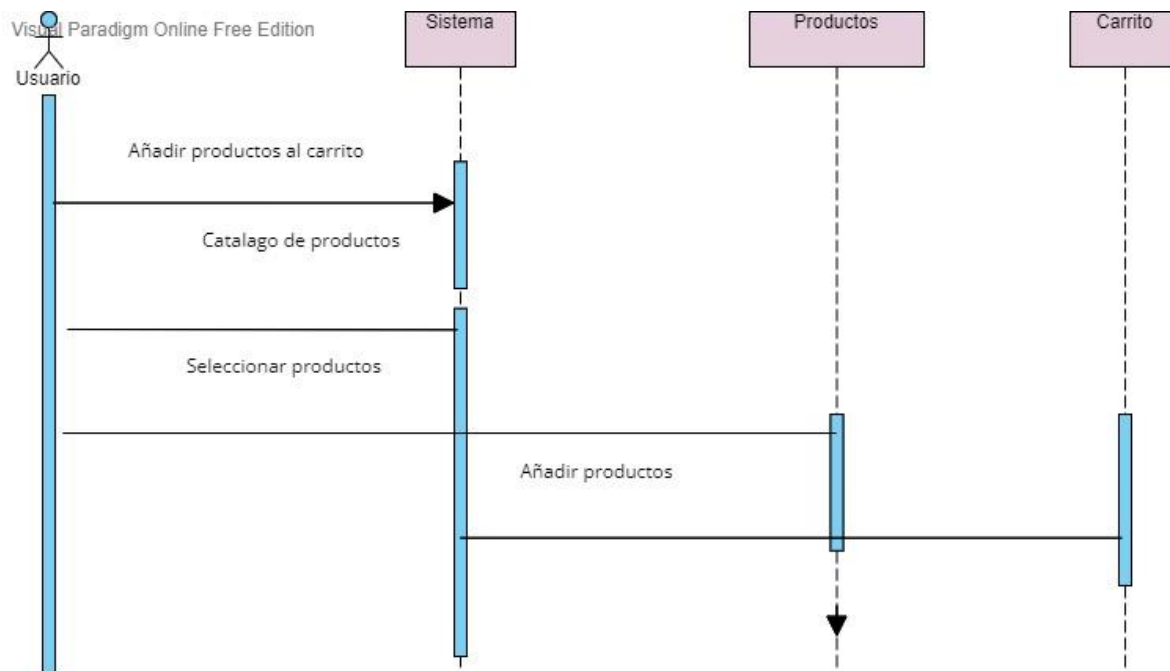 Visual Paradigm Online Free Edition
Sistema
Productos
Carrito
Usuario
Añadir productos al carrito
Catalago de productos
Seleccionar productos
Añadir productos